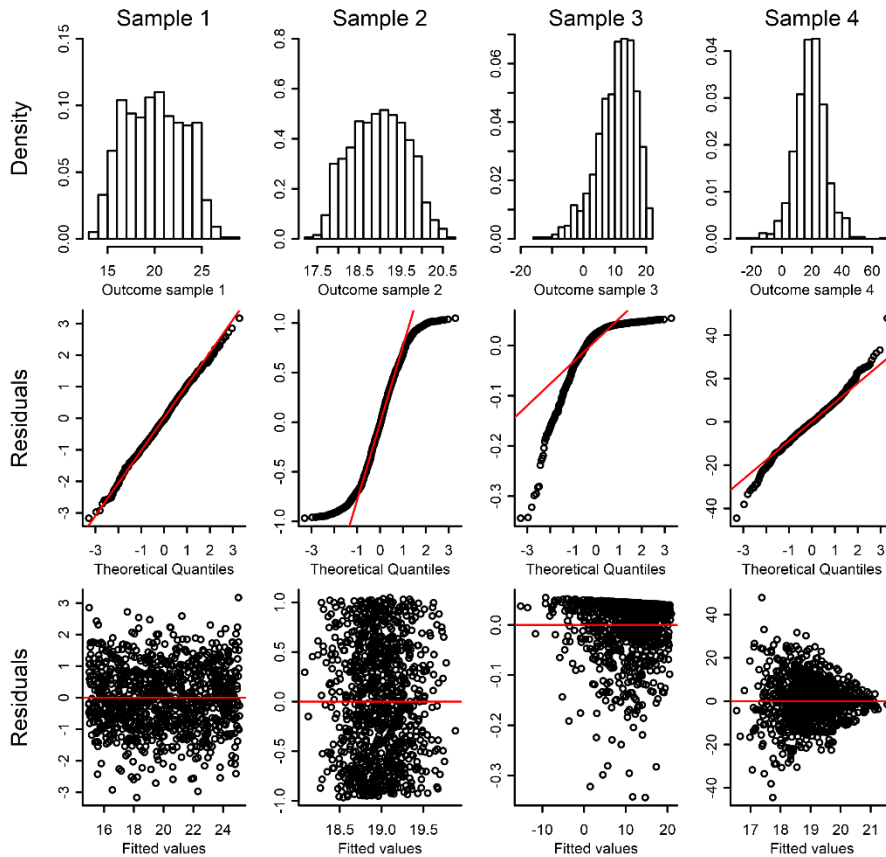 Sample 1 Sample 2 Sample 3 Sample 4
Density
0.00 0.05 0.10 0.15
0.0 0.2 0.4 0.6 0.8
0.00 0.02 0.04 0.06
0.00 0.01 0.02 0.03 0.04
15 20 25
17.5 18.5 19.5 20.5
-20 0 10 20
-20 0 20 40 60
Outcome sample 1 Outcome sample 2 Outcome sample 3 Outcome sample 4
Residuals
-3 -2 -1 0 1 2 3
-1.0 -0.5 0.0 0.5 1.0
-0.3 -0.2 -0.1 0.0
-40 -20 0 20 40
-3 -2 -1 0 1 2 3
-3 -2 -1 0 1 2 3
-3 -2 -1 0 1 2 3
-3 -2 -1 0 1 2 3
Theoretical Quantiles Theoretical Quantiles Theoretical Quantiles Theoretical Quantiles
Residuals
-3 -2 -1 0 1 2 3
-1.0 -0.5 0.0 0.5 1.0
-0.3 -0.2 -0.1 0.0
-40 -20 0 20 40
16 18 20 22 24
18.5 19.0 19.5
-10 0 10 20
17 18 19 20 21
Fitted values Fitted values Fitted values Fitted values